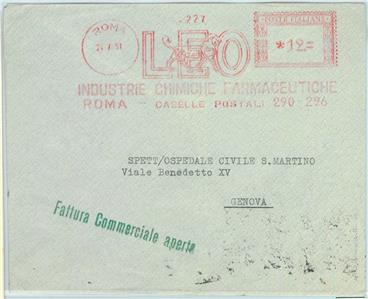 .227
ROMA
POSTE ITALIANE
*12=
LEO
INDUSTRIE CHIMICHE FARMACEUTICHE
ROMA - CASELLE POSTALI 290-296
SPETT/OSPEDALE CIVILE S.MARTINO
Viale Benedetto XV
GENOVA
Fattura Commerciale aperta